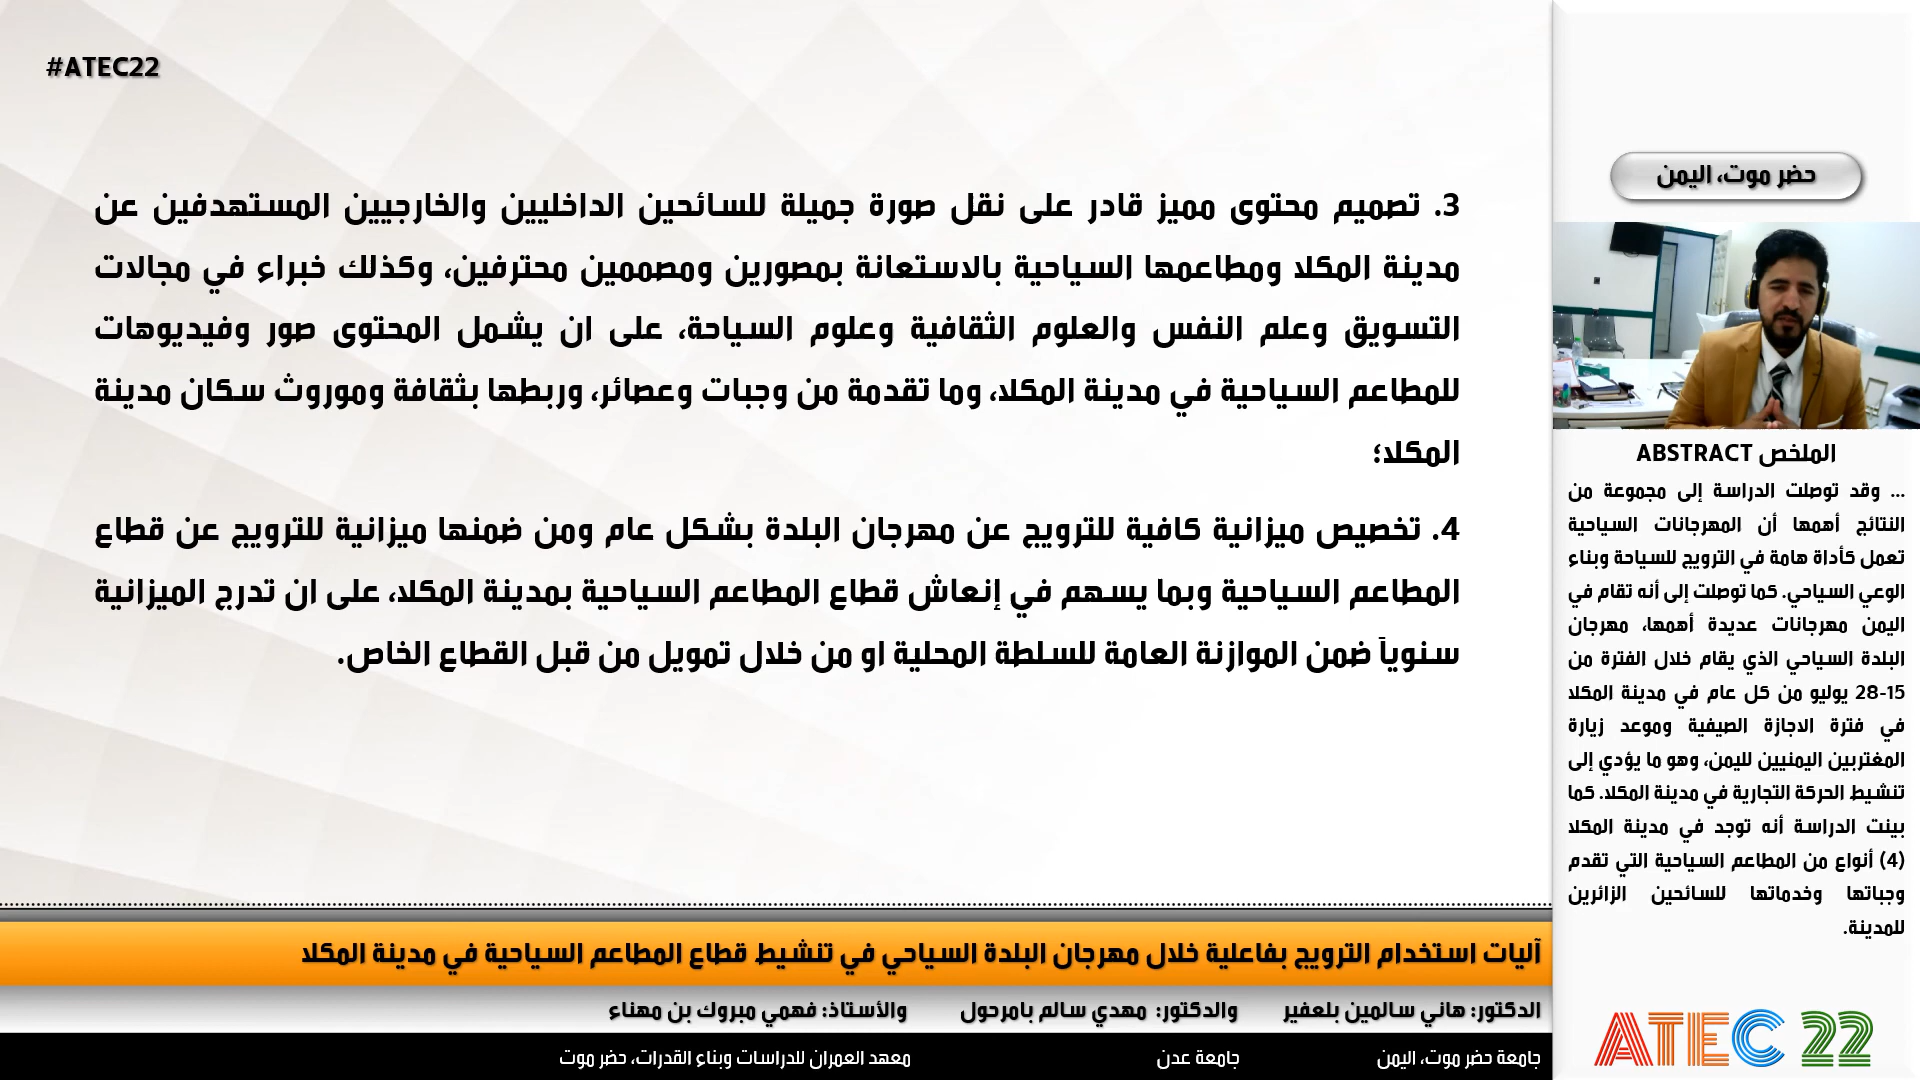 #ATEC22
3. تصميم محتوى مميز قادر على نقل صورة جميلة للسائحين الداخليين والخارجيين المستهدفين عن
مدينة المكلا ومطاعمها السياحية بالاستعانة بمصورين ومصممين محترفين، وكذلك خبراء في مجالات
التسويق وعلم النفس والعلوم الثقافية وعلوم السياحة، على ان يشمل المحتوى صور وفيديوهات
للمطاعم السياحية في مدينة المكلا، وما تقدمة من وجبات وعصائر، وربطها بثقافة وموروث سكان مدينة
المكلا؛
4. تخصيص ميزانية كافية للترويج عن مهرجان البلدة بشكل عام ومن ضمنها ميزانية للترويج عن قطاع
المطاعم السياحية وبما يسهم في إنعاش قطاع المطاعم السياحية بمدينة المكلا، على ان تدرج الميزانية
سنوياً ضمن الموازنة العامة للسلطة المحلية او من خلال تمويل من قبل القطاع الخاص.
حضر موت، اليمن
الملخص ABSTRACT
... وقد توصلت الدراسة إلى مجموعة من
النتائج أهمها أن المهرجانات السياحية
تعمل كأداة هامة في الترويج للسياحة وبناء
الوعي السياحي. كما توصلت إلى أنه تقام في
اليمن مهرجانات عديدة أهمها، مهرجان
البلدة السياحي الذي يقام خلال الفترة من
15-28 يوليو من كل عام في مدينة المكلا
في فترة الاجازة الصيفية وموعد زيارة
المغتربين اليمنيين لليمن، وهو ما يؤدي إلى
تنشيط الحركة التجارية في مدينة المكلا. كما
بينت الدراسة أنه توجد في مدينة المكلا
(4) أنواع من المطاعم السياحية التي تقدم
وجباتها وخدماتها للسائحين الزائرين
للمدينة.
آليات استخدام الترويج بفاعلية خلال مهرجان البلدة السياحي في تنشيط قطاع المطاعم السياحية في مدينة المكلا
الدكتور: هاني سالمين بلعفير والدكتور: مهدي سالم بامرحول والأستاذ: فهمي مبروك بن مهناء
جامعة حضر موت، اليمن جامعة عدن معهد العمران للدراسات وبناء القدرات، حضر موت
ATEC 22